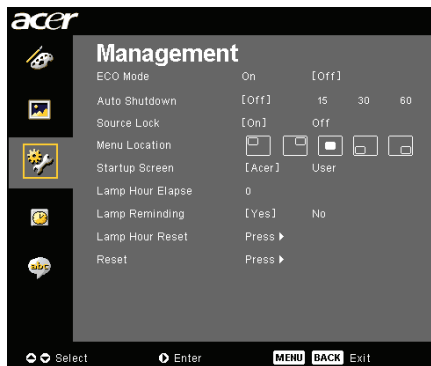 acer
Management
ECO Mode On [Off]
Auto Shutdown [Off] 15 30 60
Source Lock [On] Off
Menu Location
Startup Screen [Acer] User
Lamp Hour Elapse 0
Lamp Reminding [Yes] No
Lamp Hour Reset Press
Reset Press
abc
Select Enter MENU BACK Exit